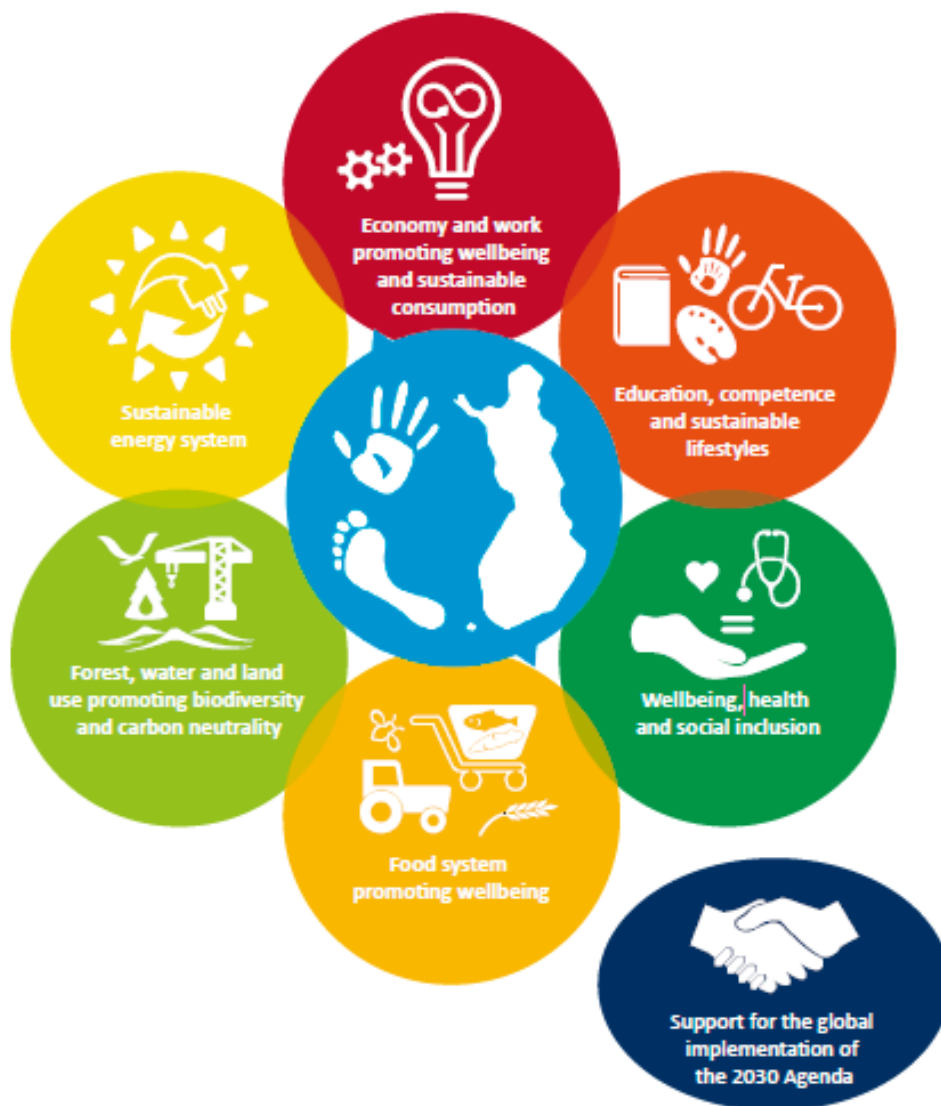 Economy and work
promoting wellbeing
and sustainable
consumption
Education, competence
and sustainable
lifestyles
Sustainable
energy system
Forest, water and land
use promoting biodiversity
and carbon neutrality
Wellbeing, health
and social inclusion
Food system
promoting wellbeing
Support for the global
implementation of
the 2030 Agenda